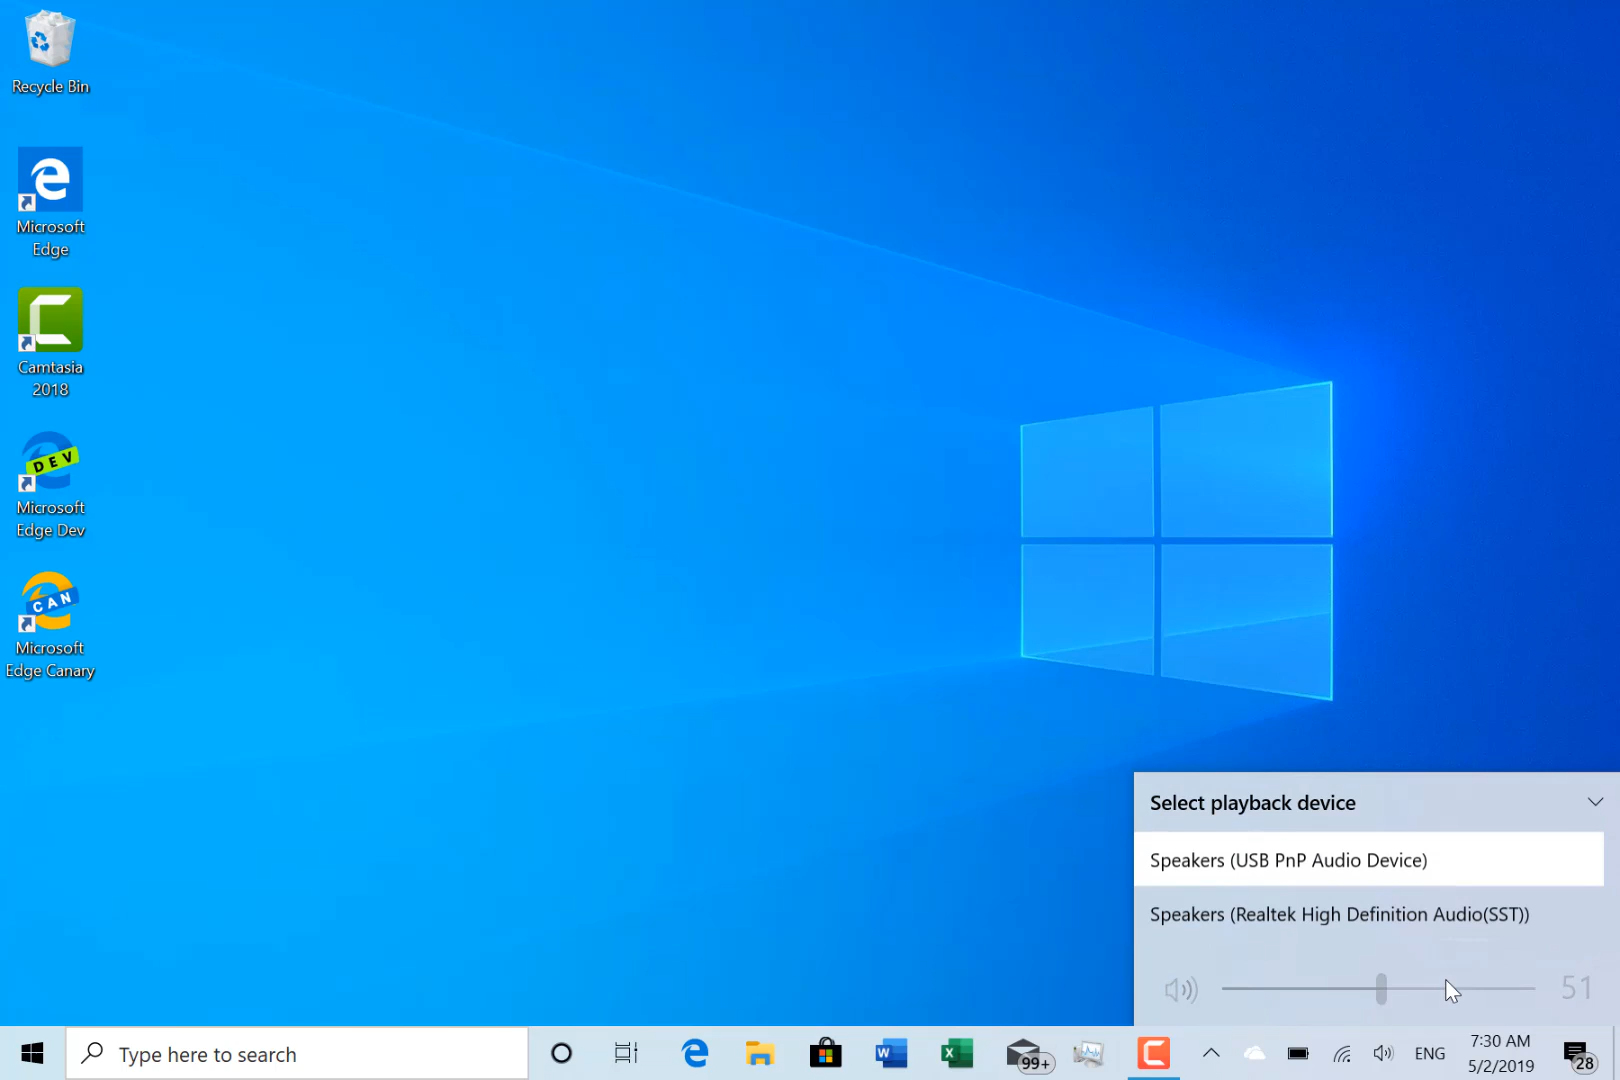 Recycle Bin
Microsoft
Edge
Camtasia
2018
DEV
Microsoft
Edge Dev
CAN
Microsoft
Edge Canary
Select playback device
Speakers (USB PnP Audio Device)
Speakers (Realtek High Definition Audio(SST))
51
Type here to search
99+
ENG
7:30 AM
5/2/2019
28